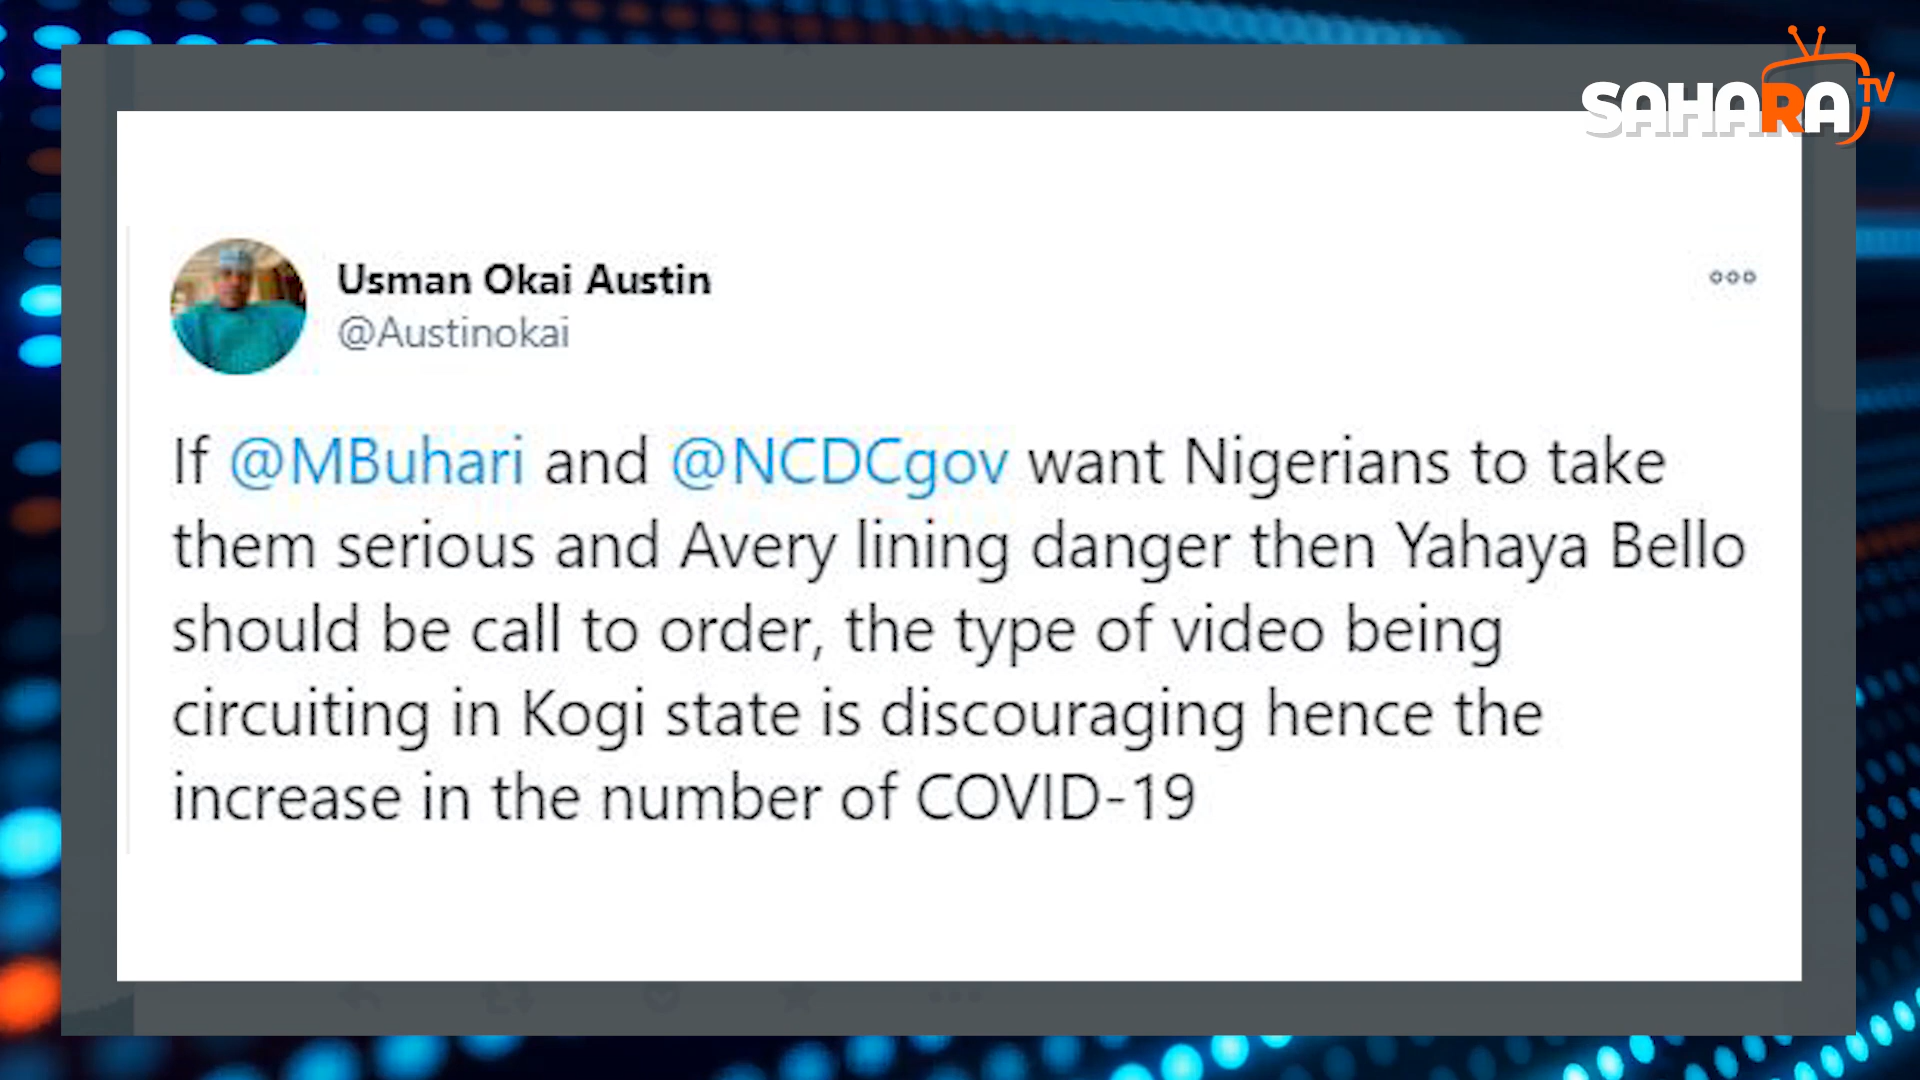 SAHARA TV
Usman Okai Austin
@Austinokai
If @MBuhari and @NCDCgov want Nigerians to take
them serious and Avery lining danger then Yahaya Bello
should be call to order, the type of video being
circuiting in Kogi state is discouraging hence the
increase in the number of COVID-19